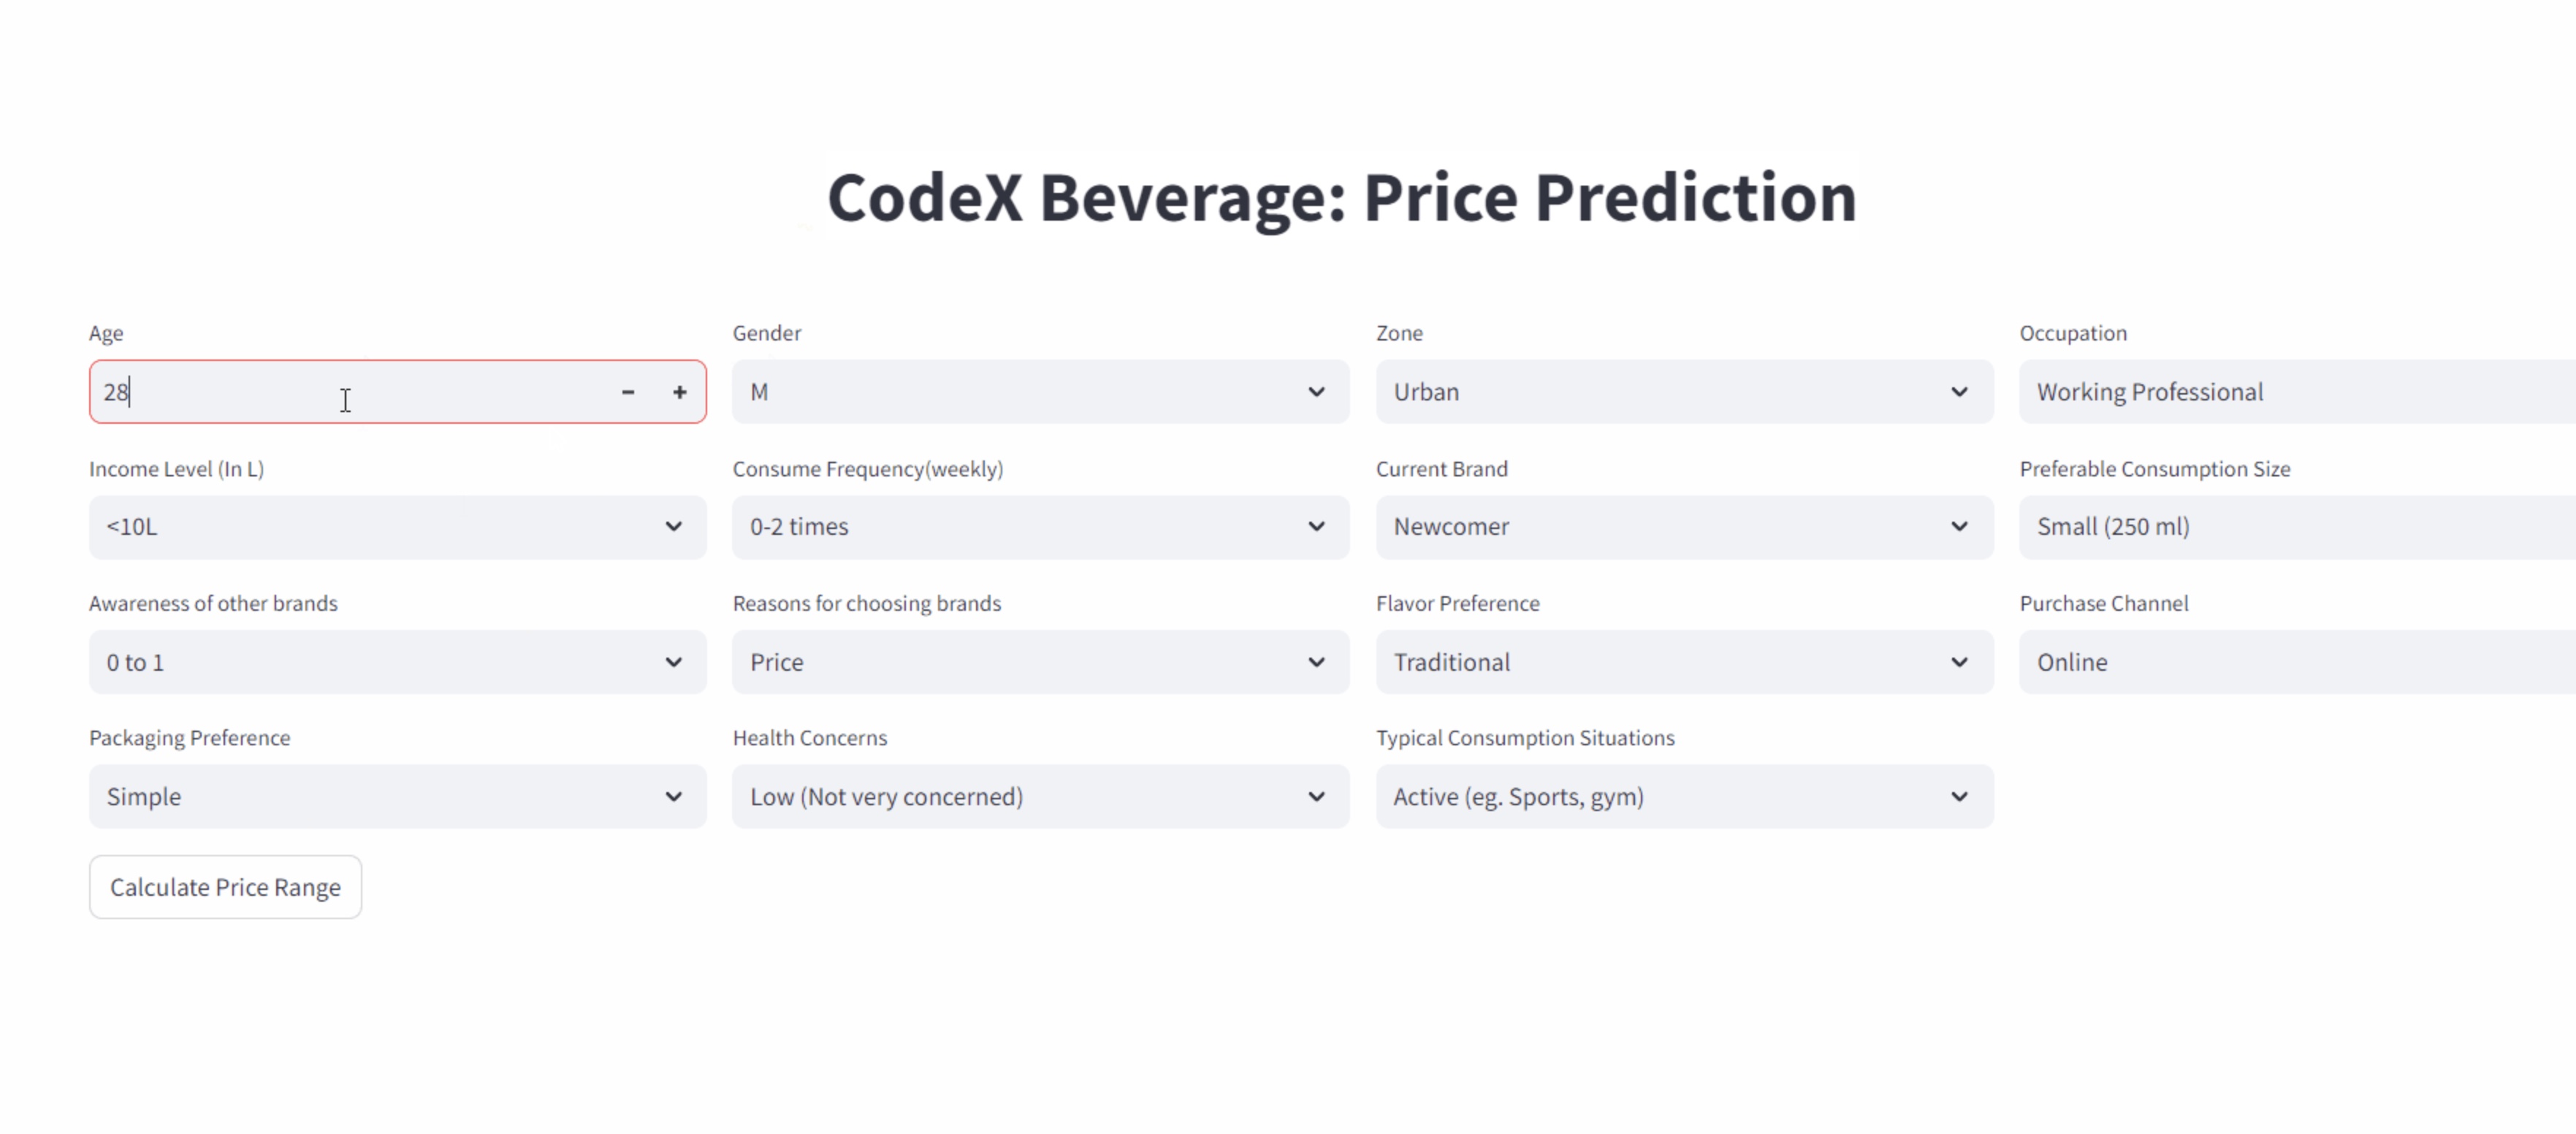 CodeX Beverage: Price Prediction
Age Gender Zone Occupation
28 M Urban Working Professional
Income Level (In L) Consume Frequency(weekly) Current Brand Preferable Consumption Size
<10L 0-2 times Newcomer Small (250 ml)
Awareness of other brands Reasons for choosing brands Flavor Preference Purchase Channel
0 to 1 Price Traditional Online
Packaging Preference Health Concerns Typical Consumption Situations
Simple Low (Not very concerned) Active (eg. Sports, gym)
Calculate Price Range